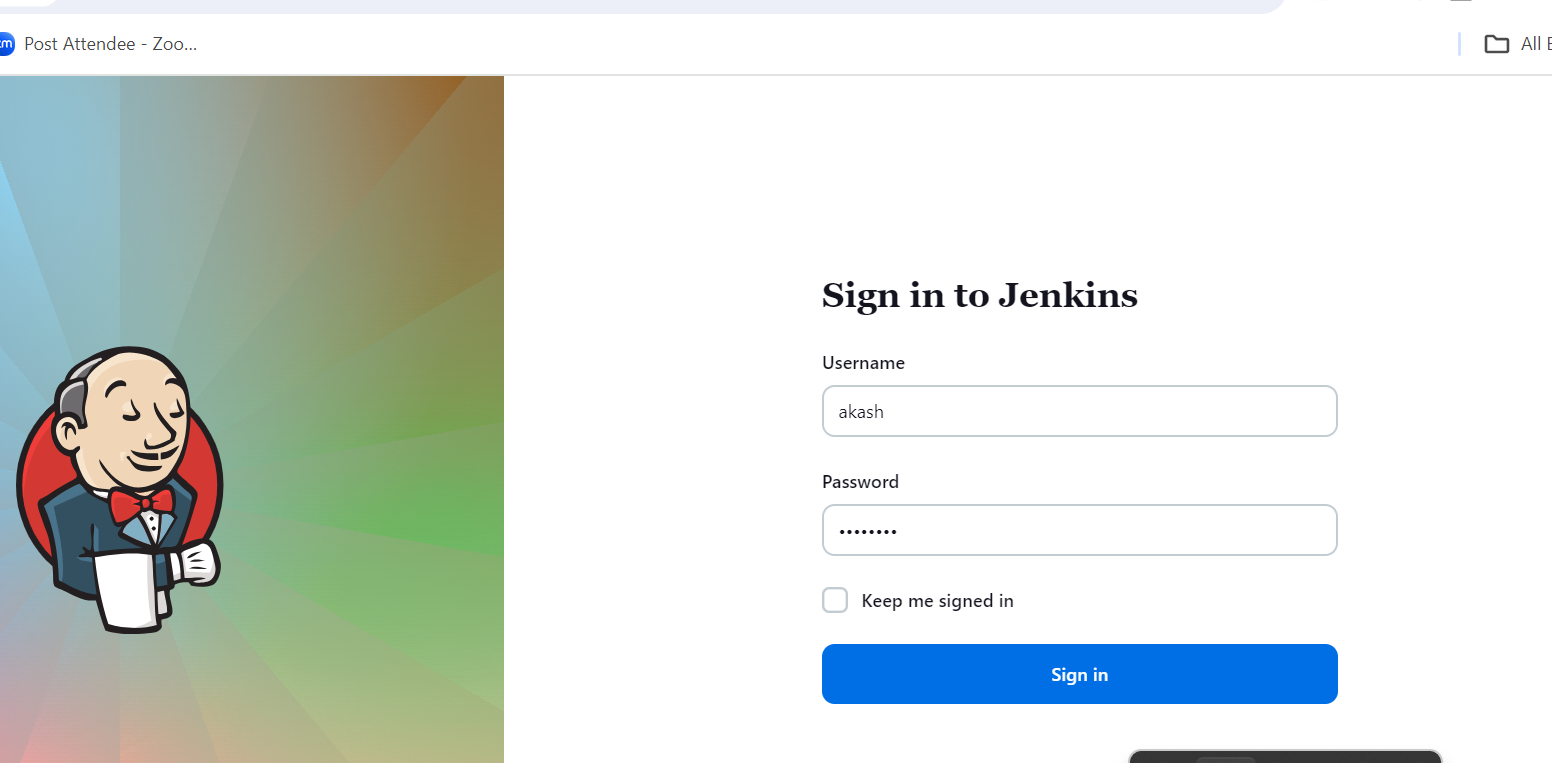 Post Attendee - Zoo...
All
Sign in to Jenkins
Username
akash
Password
••••••••
Keep me signed in
Sign in